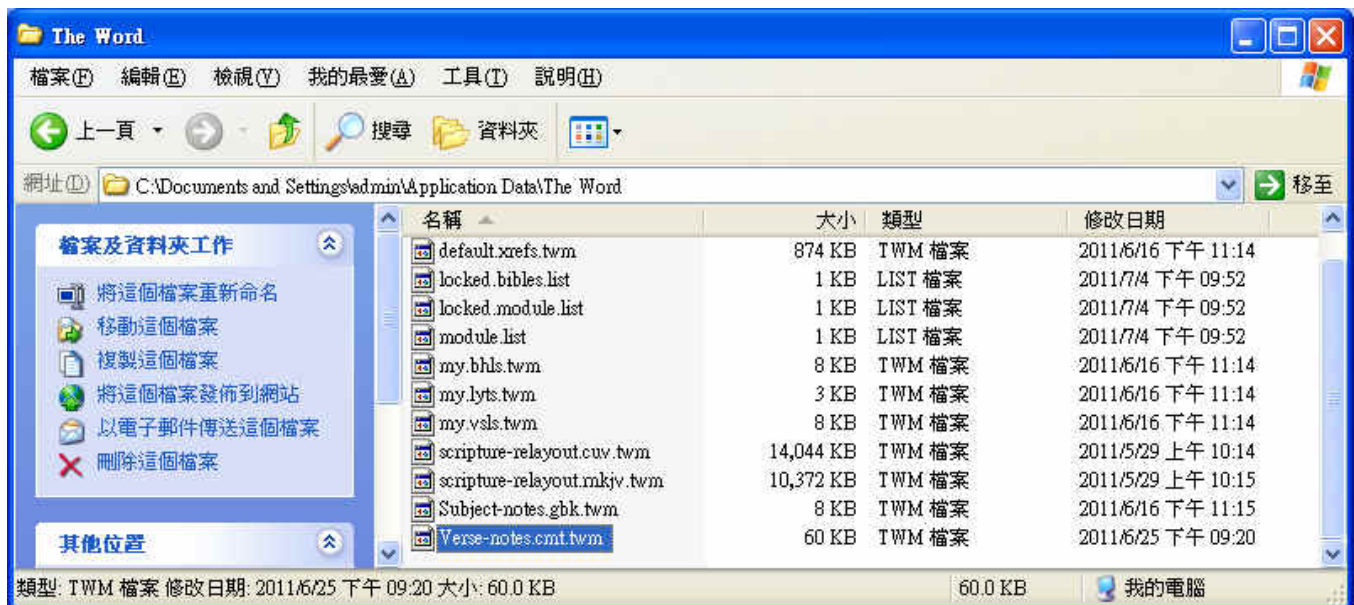 The Word
檔案(F) 編輯(E) 檢視(V) 我的最愛(A) 工具(T) 說明(H)
上一頁 搜尋 資料夾
網址(D) C:\Documents and Settings\admin\Application Data\The Word 移至
檔案及資料夾工作
將這個檔案重新命名
移動這個檔案
複製這個檔案
將這個檔案發佈到網站
以電子郵件傳送這個檔案
刪除這個檔案
其他位置
名稱 大小 類型 修改日期
default.xrefs.twm 874 KB TWM 檔案 2011/6/16 下午 11:14
locked.bibles.list 1 KB LIST 檔案 2011/7/4 下午 09:52
locked.module.list 1 KB LIST 檔案 2011/7/4 下午 09:52
module.list 1 KB LIST 檔案 2011/7/4 下午 09:52
my.bhls.twm 8 KB TWM 檔案 2011/6/16 下午 11:14
my.lyts.twm 3 KB TWM 檔案 2011/6/16 下午 11:14
my.vsls.twm 8 KB TWM 檔案 2011/6/16 下午 11:14
scripture-relayout.cuv.twm 14,044 KB TWM 檔案 2011/5/29 上午 10:14
scripture-relayout.mkjv.twm 10,372 KB TWM 檔案 2011/5/29 上午 10:15
Subject-notes.gbk.twm 8 KB TWM 檔案 2011/6/16 下午 11:15
Verse-notes.cmt.twm 60 KB TWM 檔案 2011/6/25 下午 09:20
類型: TWM 檔案 修改日期: 2011/6/25 下午 09:20 大小: 60.0 KB 60.0 KB 我的電腦